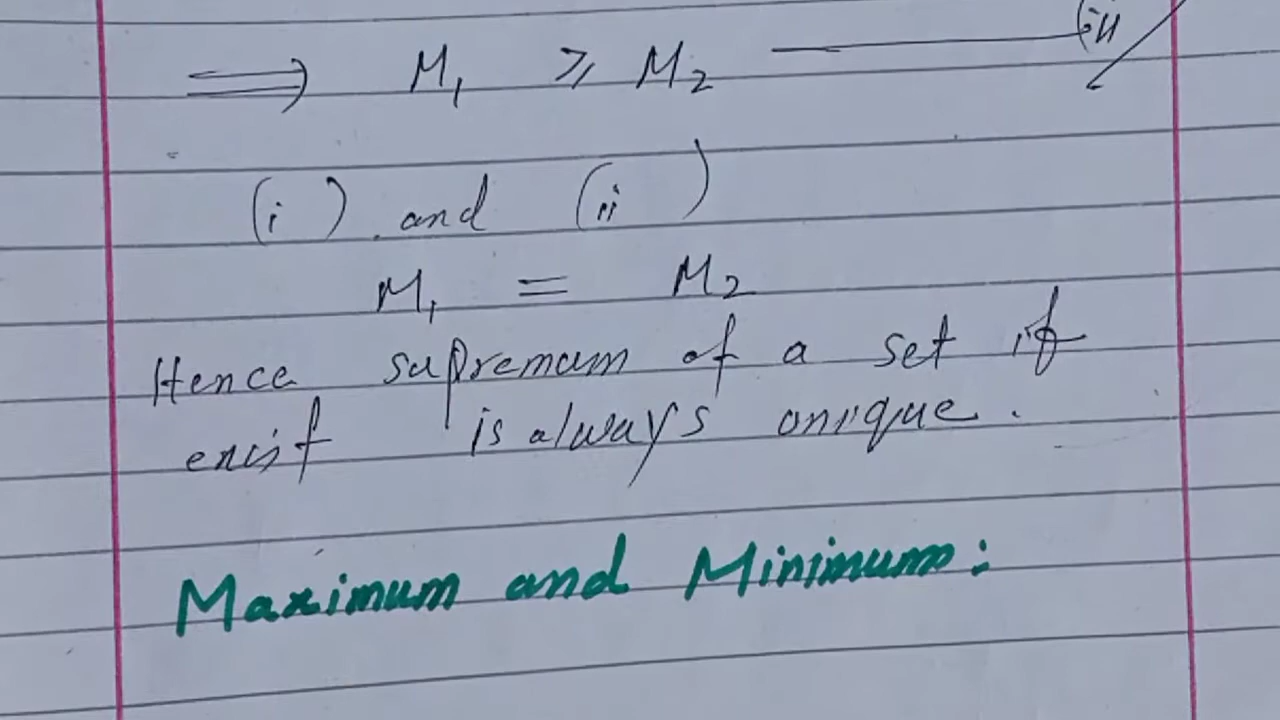 ⟹ M₁ ≥ M₂ —— (ii
(i) and (ii)
M₁ = M₂
Hence supremum of a set if
exist is always unique.
Maximum and Minimum: